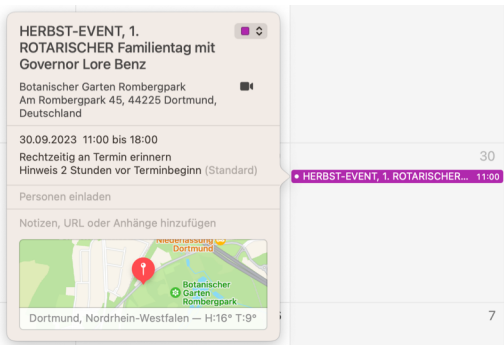 HERBST-EVENT, 1.
ROTARISCHER Familientag mit
Governor Lore Benz
Botanischer Garten Rombergpark
Am Rombergpark 45, 44225 Dortmund,
Deutschland
30.09.2023 11:00 bis 18:00
Rechtzeitig an Termin erinnern
Hinweis 2 Stunden vor Terminbeginn (Standard)
Personen einladen
Notizen, URL oder Anhänge hinzufügen
Niederlassung
Dortmund
Botanischer
Garten
Rombergpark
Dortmund, Nordrhein-Westfalen — H:16° T:9°
30
• HERBST-EVENT, 1. ROTARISCHER... 11:00
7